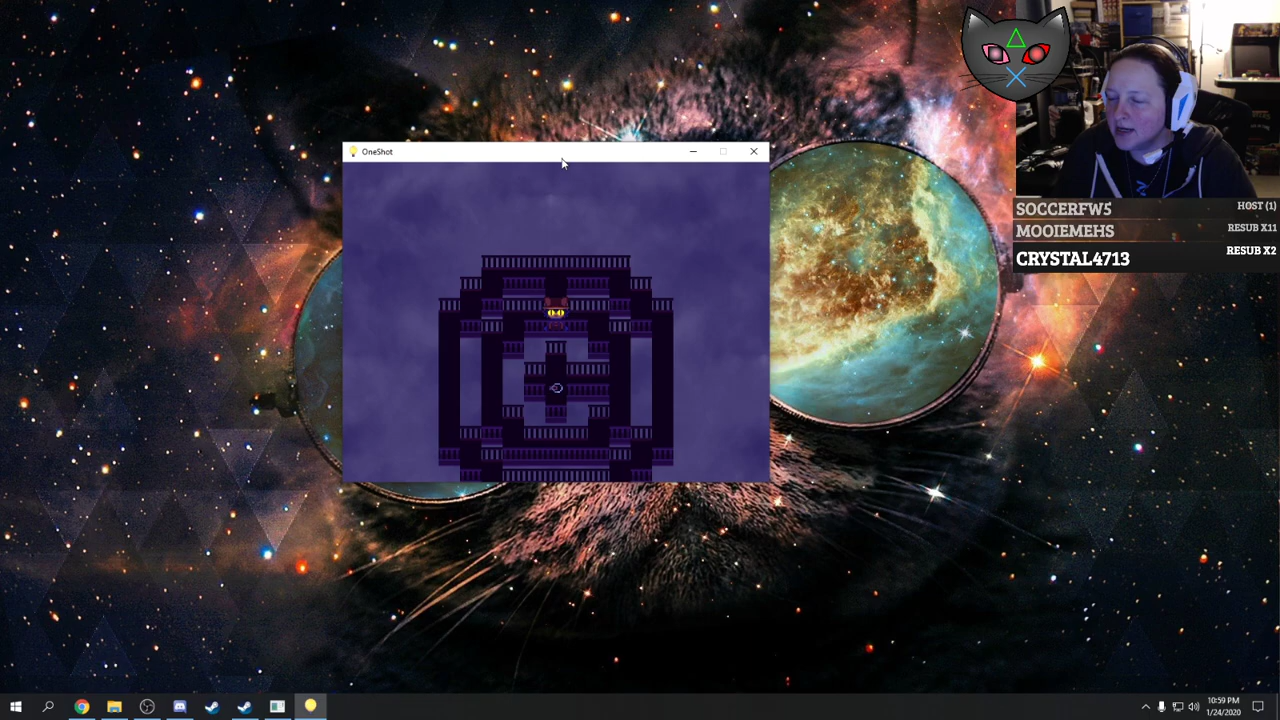 OneShot
SOCCERFW5 HOST (1)
MOOIEMEHS RESUB X11
CRYSTAL4713 RESUB X2
10:59 PM
1/24/2020